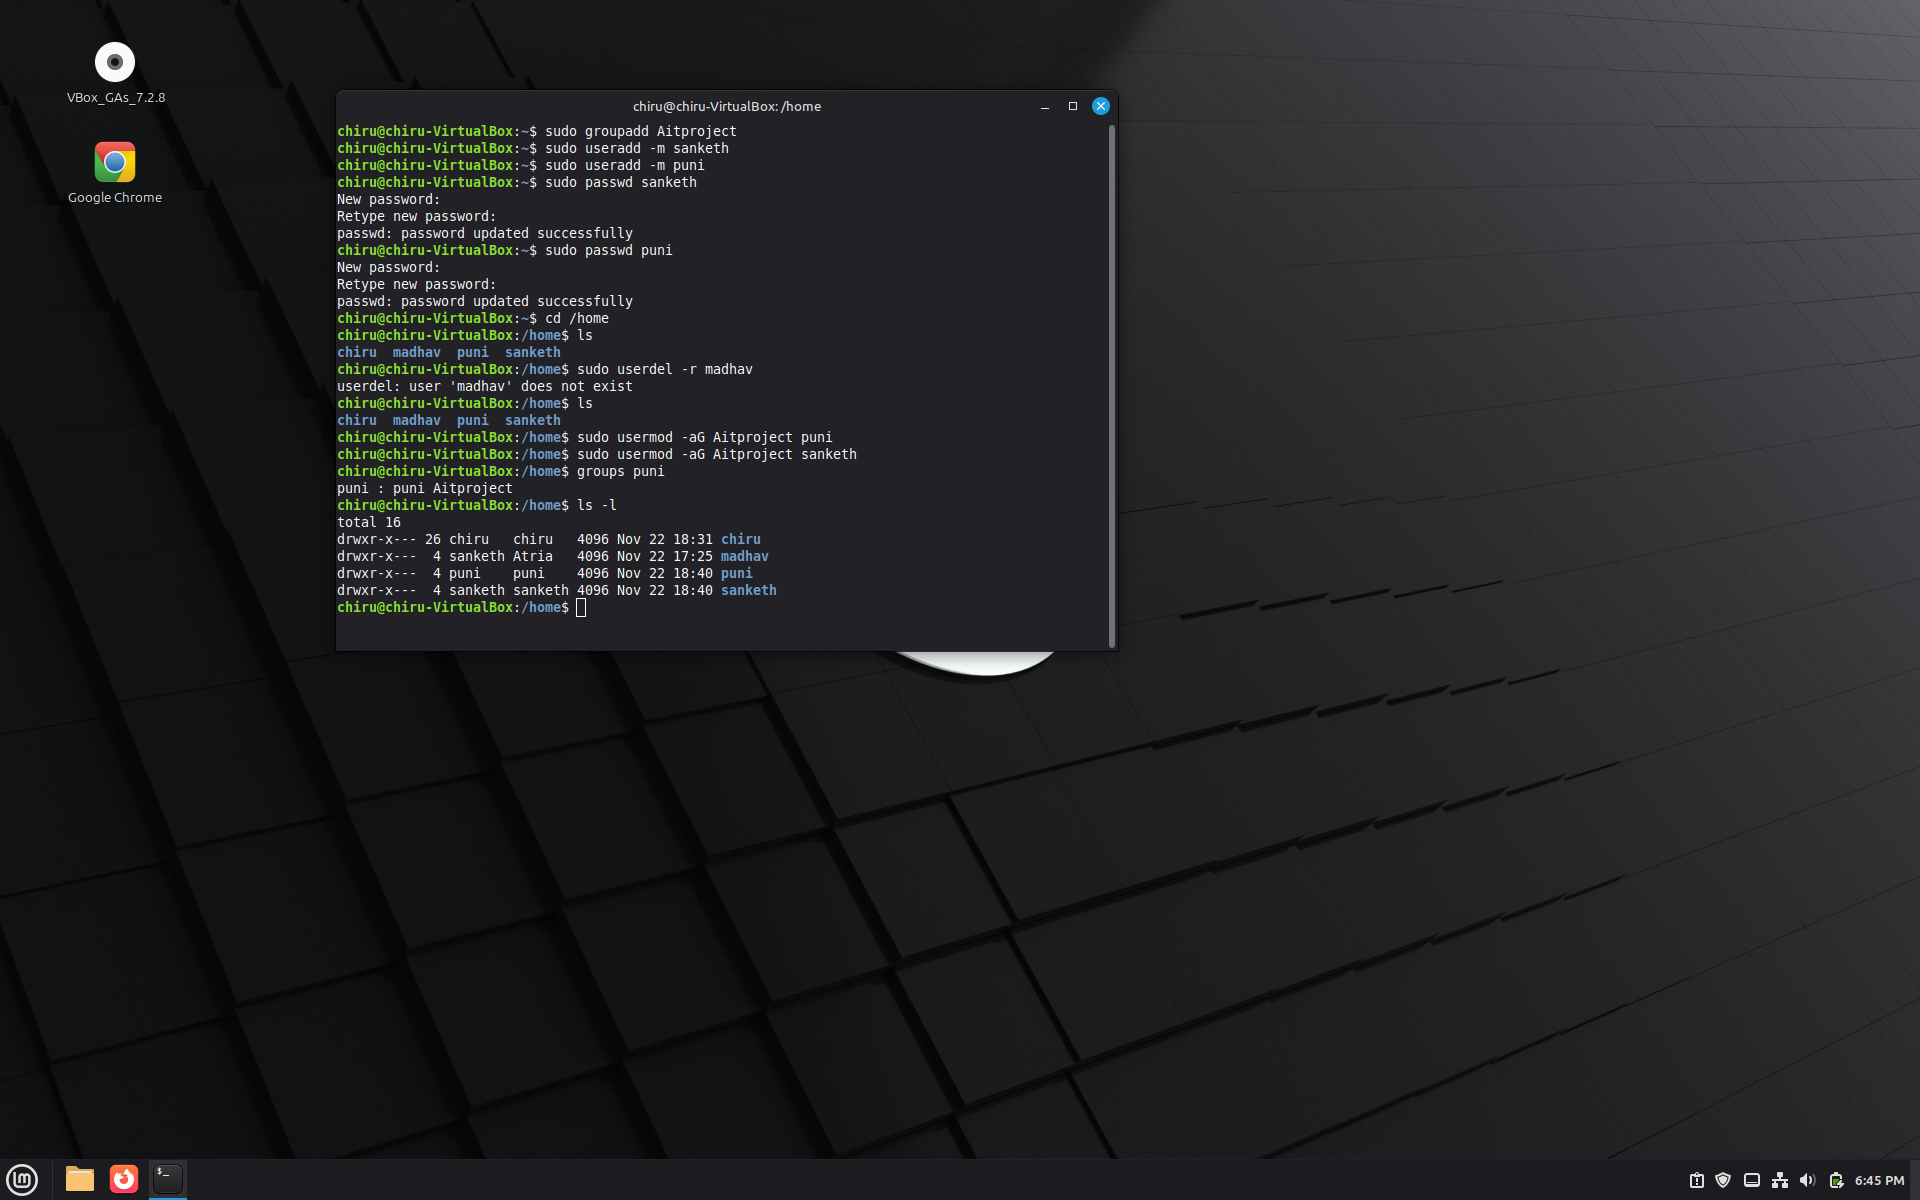 VBox_GAs_7.2.8
Google Chrome
chiru@chiru-VirtualBox: /home
chiru@chiru-VirtualBox:~$ sudo groupadd Aitproject
chiru@chiru-VirtualBox:~$ sudo useradd -m sanketh
chiru@chiru-VirtualBox:~$ sudo useradd -m puni
chiru@chiru-VirtualBox:~$ sudo passwd sanketh
New password:
Retype new password:
passwd: password updated successfully
chiru@chiru-VirtualBox:~$ sudo passwd puni
New password:
Retype new password:
passwd: password updated successfully
chiru@chiru-VirtualBox:~$ cd /home
chiru@chiru-VirtualBox:/home$ ls
chiru  madhav  puni  sanketh
chiru@chiru-VirtualBox:/home$ sudo userdel -r madhav
userdel: user 'madhav' does not exist
chiru@chiru-VirtualBox:/home$ ls
chiru  madhav  puni  sanketh
chiru@chiru-VirtualBox:/home$ sudo usermod -aG Aitproject puni
chiru@chiru-VirtualBox:/home$ sudo usermod -aG Aitproject sanketh
chiru@chiru-VirtualBox:/home$ groups puni
puni : puni Aitproject
chiru@chiru-VirtualBox:/home$ ls -l
total 16
drwxr-x--- 26 chiru   chiru   4096 Nov 22 18:31 chiru
drwxr-x---  4 sanketh Atria   4096 Nov 22 17:25 madhav
drwxr-x---  4 puni    puni    4096 Nov 22 18:40 puni
drwxr-x---  4 sanketh sanketh 4096 Nov 22 18:40 sanketh
chiru@chiru-VirtualBox:/home$
6:45 PM